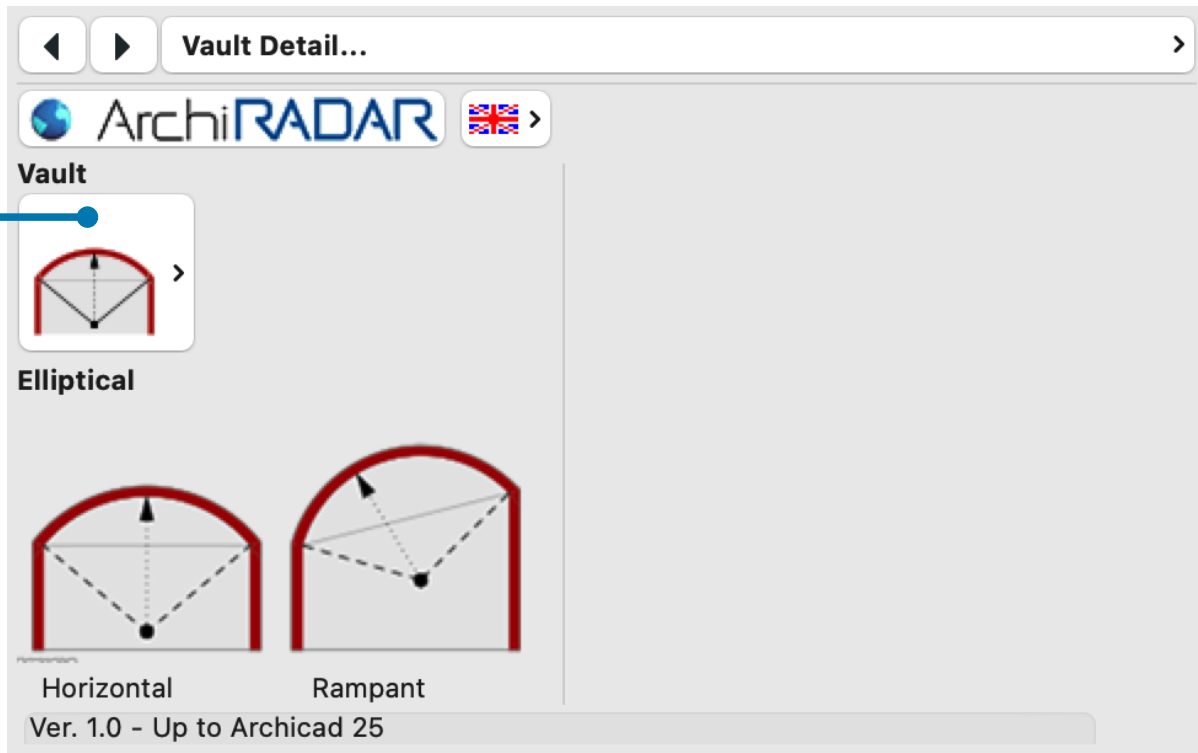 Vault Detail...
ArchiRADAR
Vault
Elliptical
Horizontal Rampant
Ver. 1.0 - Up to Archicad 25